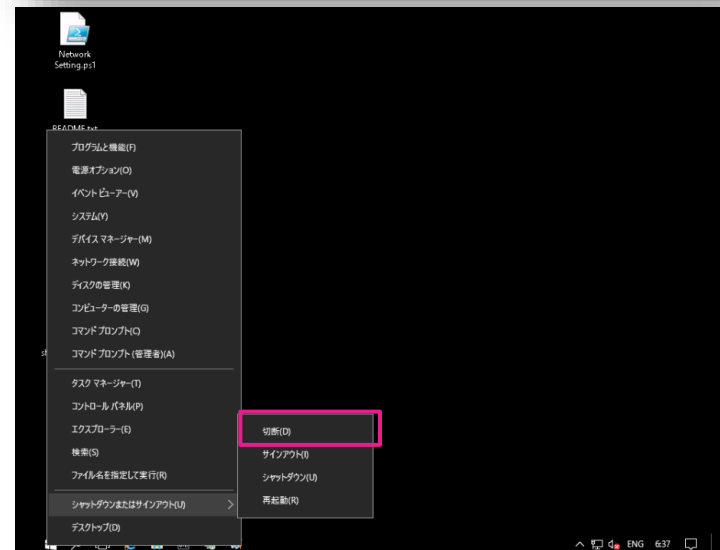 Network
Setting.ps1
README.txt
プログラムと機能(F)
電源オプション(O)
イベント ビューアー(V)
システム(Y)
デバイス マネージャー(M)
ネットワーク接続(W)
ディスクの管理(K)
コンピューターの管理(G)
コマンド プロンプト(C)
コマンド プロンプト (管理者)(A)
タスク マネージャー(T)
コントロール パネル(P)
エクスプローラー(E)
検索(S)
ファイル名を指定して実行(R)
シャットダウンまたはサインアウト(U)
デスクトップ(D)
切断(D)
サインアウト(I)
シャットダウン(U)
再起動(R)
ENG 6:37